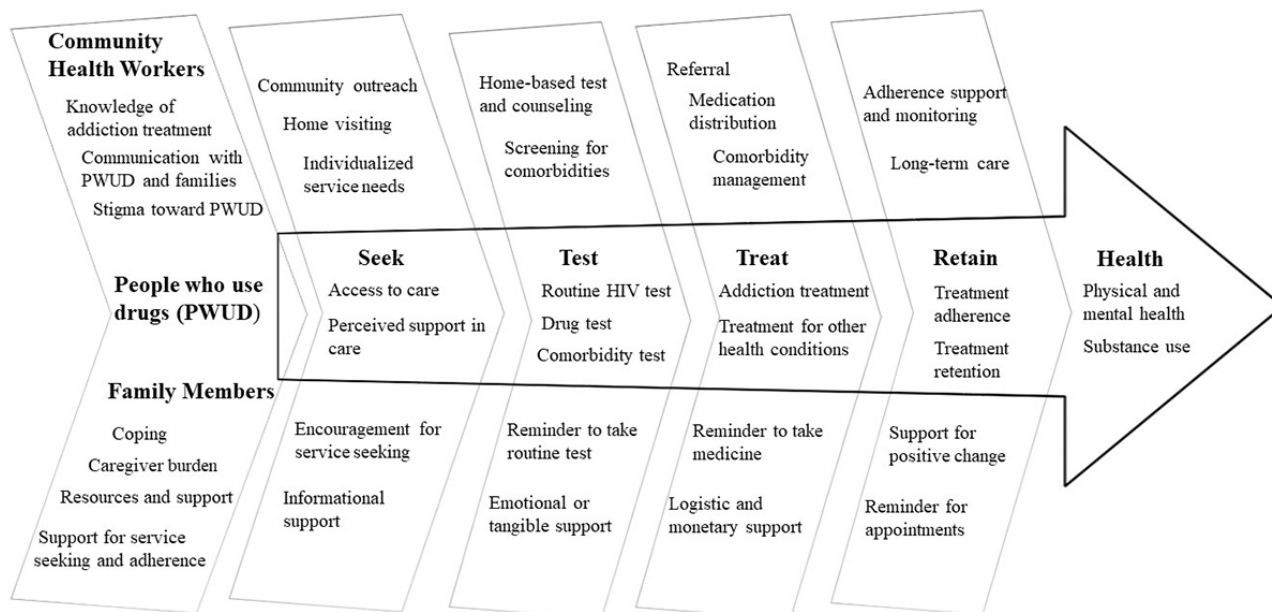 Community
Health Workers
Knowledge of
addiction treatment
Communication with
PWUD and families
Stigma toward PWUD
Community outreach
Home visiting
Individualized
service needs
Home-based test
and counseling
Screening for
comorbidities
Referral
Medication
distribution
Comorbidity
management
Adherence support
and monitoring
Long-term care
People who use
drugs (PWUD)
Seek
Access to care
Perceived support in
care
Test
Routine HIV test
Drug test
Comorbidity test
Treat
Addiction treatment
Treatment for other
health conditions
Retain
Treatment
adherence
Treatment
retention
Health
Physical and
mental health
Substance use
Family Members
Coping
Caregiver burden
Resources and support
Support for service
seeking and adherence
Encouragement for
service seeking
Informational
support
Reminder to take
routine test
Emotional or
tangible support
Reminder to take
medicine
Logistic and
monetary support
Support for
positive change
Reminder for
appointments